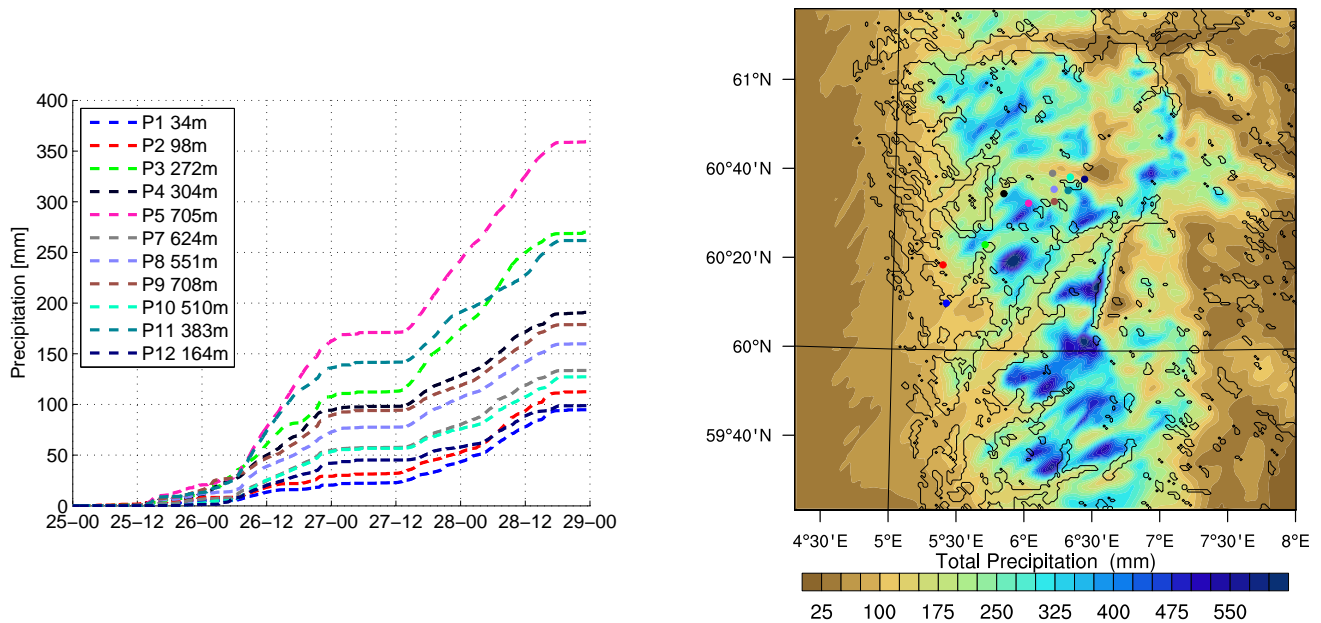 400
350
300
250
200
150
100
50
0
Precipitation [mm]
P1 34m
P2 98m
P3 272m
P4 304m
P5 705m
P7 624m
P8 551m
P9 708m
P10 510m
P11 383m
P12 164m
25–00 25–12 26–00 26–12 27–00 27–12 28–00 28–12 29–00
61°N
60°40'N
60°20'N
60°N
59°40'N
4°30'E 5°E 5°30'E 6°E 6°30'E 7°E 7°30'E 8°E
Total Precipitation (mm)
25 100 175 250 325 400 475 550